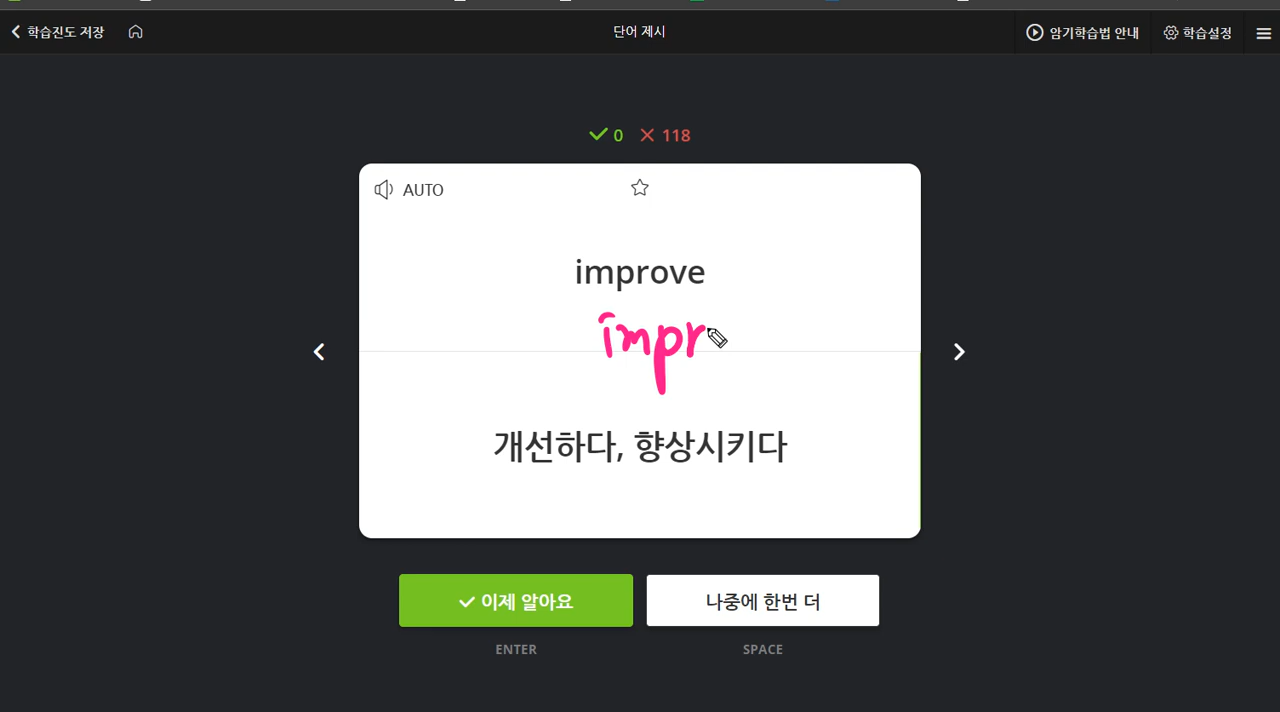 학습진도 저장
단어 제시
암기학습법 안내
학습설정
0 118
AUTO
improve
impr
개선하다, 향상시키다
이제 알아요
나중에 한번 더
ENTER
SPACE